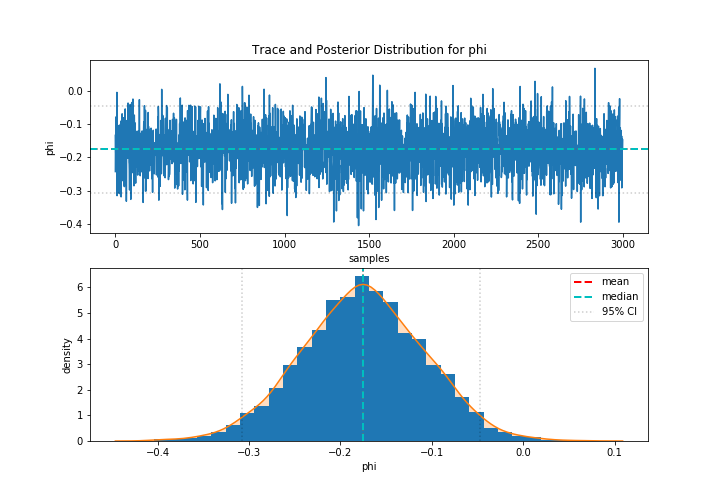 Trace and Posterior Distribution for phi
0.0
−0.1
−0.2
−0.3
−0.4
phi
0 500 1000 1500 2000 2500 3000
samples
mean
median
95% CI
6
5
4
3
2
1
0
density
−0.4 −0.3 −0.2 −0.1 0.0 0.1
phi